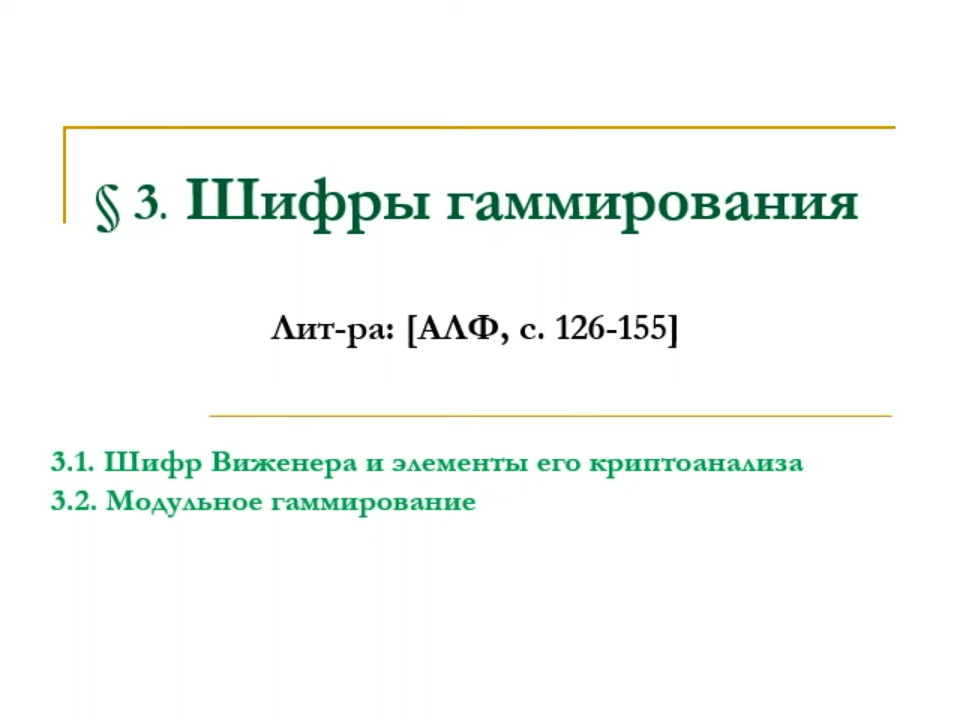 § 3. Шифры гаммирования
Лит-ра: [АЛФ, с. 126-155]
3.1. Шифр Виженера и элементы его криптоанализа
3.2. Модульное гаммирование